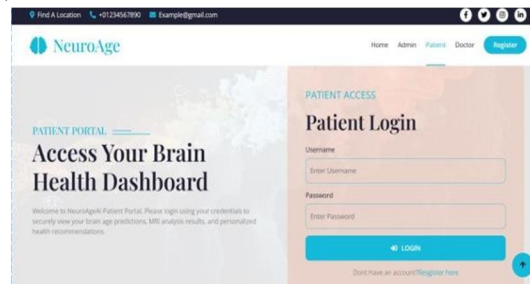 Find A Location +01234567890 Example@gmail.com
NeuroAge
Home Admin Patient Doctor Register
PATIENT PORTAL
Access Your Brain
Health Dashboard
Welcome to NeuroAgeAI Patient Portal. Please login using your credentials to
securely view your brain age predictions, MRI analysis results, and personalized
health recommendations.
PATIENT ACCESS
Patient Login
Username
Enter Username
Password
Enter Password
LOGIN
Dont have an account?Resgister here